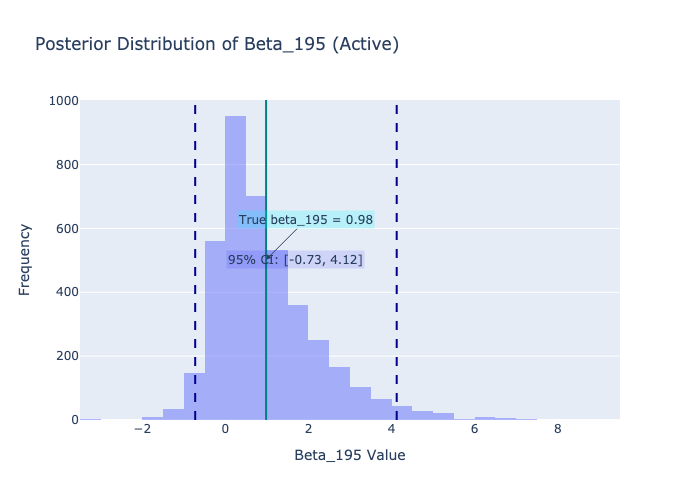 Posterior Distribution of Beta_195 (Active)
1000
800
600
400
200
0
Frequency
True beta_195 = 0.98
95% CI: [-0.73, 4.12]
−2
0
2
4
6
8
Beta_195 Value